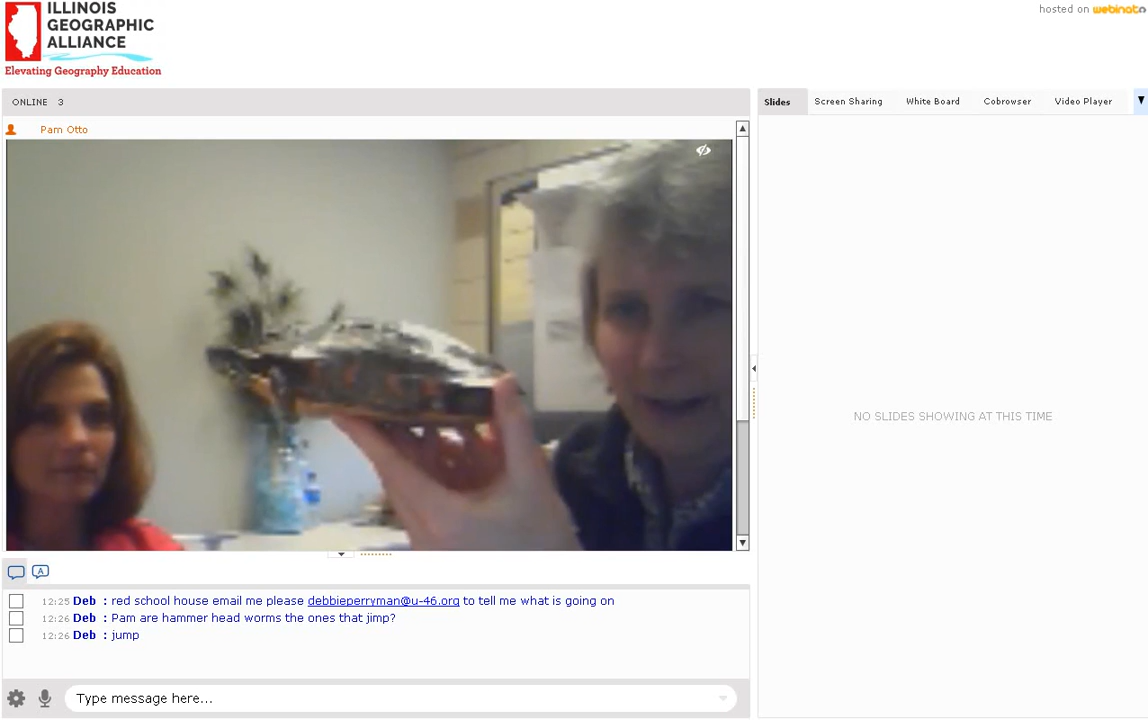 ILLINOIS
GEOGRAPHIC
ALLIANCE
Elevating Geography Education
hosted on webinato
ONLINE 3
Pam Otto
Slides Screen Sharing White Board Cobrowser Video Player
NO SLIDES SHOWING AT THIS TIME
A
12:25 Deb : red school house email me please debbieperryman@u-46.org to tell me what is going on
12:26 Deb : Pam are hammer head worms the ones that jimp?
12:26 Deb : jump
Type message here...